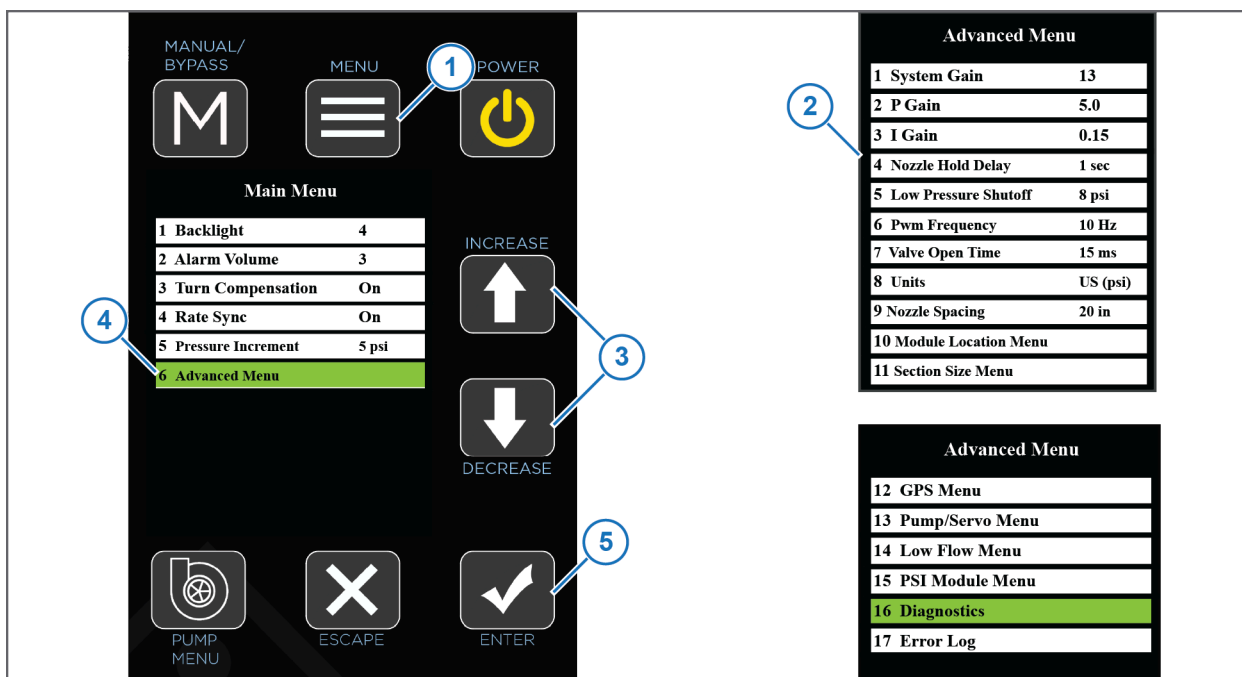 MANUAL/
BYPASS
MENU
1
POWER
M
Main Menu
1 Backlight 4
2 Alarm Volume 3
3 Turn Compensation On
4 Rate Sync On
5 Pressure Increment 5 psi
6 Advanced Menu
4
INCREASE
3
DECREASE
5
PUMP
MENU
ESCAPE
ENTER
Advanced Menu
2
1 System Gain 13
2 P Gain 5.0
3 I Gain 0.15
4 Nozzle Hold Delay 1 sec
5 Low Pressure Shutoff 8 psi
6 Pwm Frequency 10 Hz
7 Valve Open Time 15 ms
8 Units US (psi)
9 Nozzle Spacing 20 in
10 Module Location Menu
11 Section Size Menu
Advanced Menu
12 GPS Menu
13 Pump/Servo Menu
14 Low Flow Menu
15 PSI Module Menu
16 Diagnostics
17 Error Log